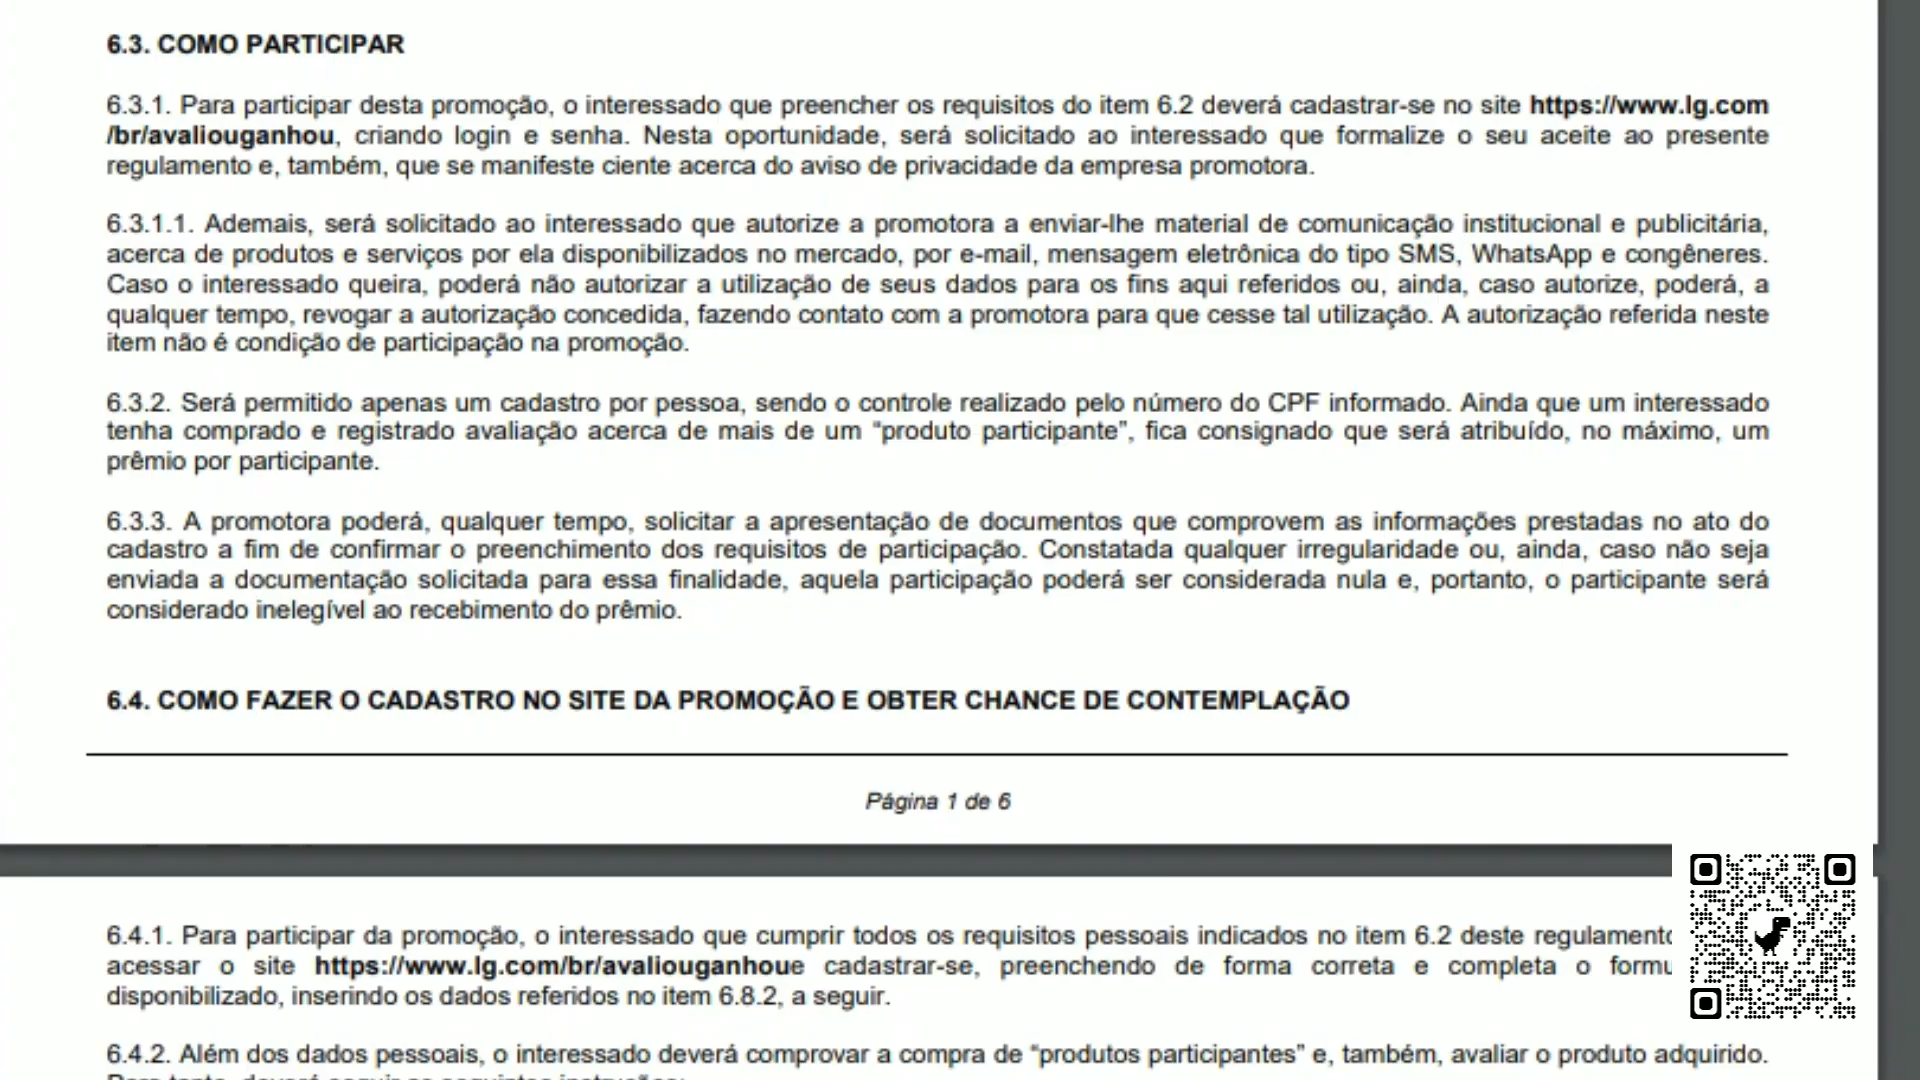 6.3. COMO PARTICIPAR
6.3.1. Para participar desta promoção, o interessado que preencher os requisitos do item 6.2 deverá cadastrar-se no site https://www.lg.com
/br/avaliouganhou, criando login e senha. Nesta oportunidade, será solicitado ao interessado que formalize o seu aceite ao presente
regulamento e, também, que se manifeste ciente acerca do aviso de privacidade da empresa promotora.
6.3.1.1. Ademais, será solicitado ao interessado que autorize a promotora a enviar-lhe material de comunicação institucional e publicitária,
acerca de produtos e serviços por ela disponibilizados no mercado, por e-mail, mensagem eletrônica do tipo SMS, WhatsApp e congêneres.
Caso o interessado queira, poderá não autorizar a utilização de seus dados para os fins aqui referidos ou, ainda, caso autorize, poderá, a
qualquer tempo, revogar a autorização concedida, fazendo contato com a promotora para que cesse tal utilização. A autorização referida neste
item não é condição de participação na promoção.
6.3.2. Será permitido apenas um cadastro por pessoa, sendo o controle realizado pelo número do CPF informado. Ainda que um interessado
tenha comprado e registrado avaliação acerca de mais de um “produto participante”, fica consignado que será atribuído, no máximo, um
prêmio por participante.
6.3.3. A promotora poderá, qualquer tempo, solicitar a apresentação de documentos que comprovem as informações prestadas no ato do
cadastro a fim de confirmar o preenchimento dos requisitos de participação. Constatada qualquer irregularidade ou, ainda, caso não seja
enviada a documentação solicitada para essa finalidade, aquela participação poderá ser considerada nula e, portanto, o participante será
considerado inelegível ao recebimento do prêmio.
6.4. COMO FAZER O CADASTRO NO SITE DA PROMOÇÃO E OBTER CHANCE DE CONTEMPLAÇÃO
Página 1 de 6
6.4.1. Para participar da promoção, o interessado que cumprir todos os requisitos pessoais indicados no item 6.2 deste regulamento
acessar o site https://www.lg.com/br/avaliouganhoue cadastrar-se, preenchendo de forma correta e completa o formu
disponibilizado, inserindo os dados referidos no item 6.8.2, a seguir.
6.4.2. Além dos dados pessoais, o interessado deverá comprovar a compra de “produtos participantes” e, também, avaliar o produto adquirido.